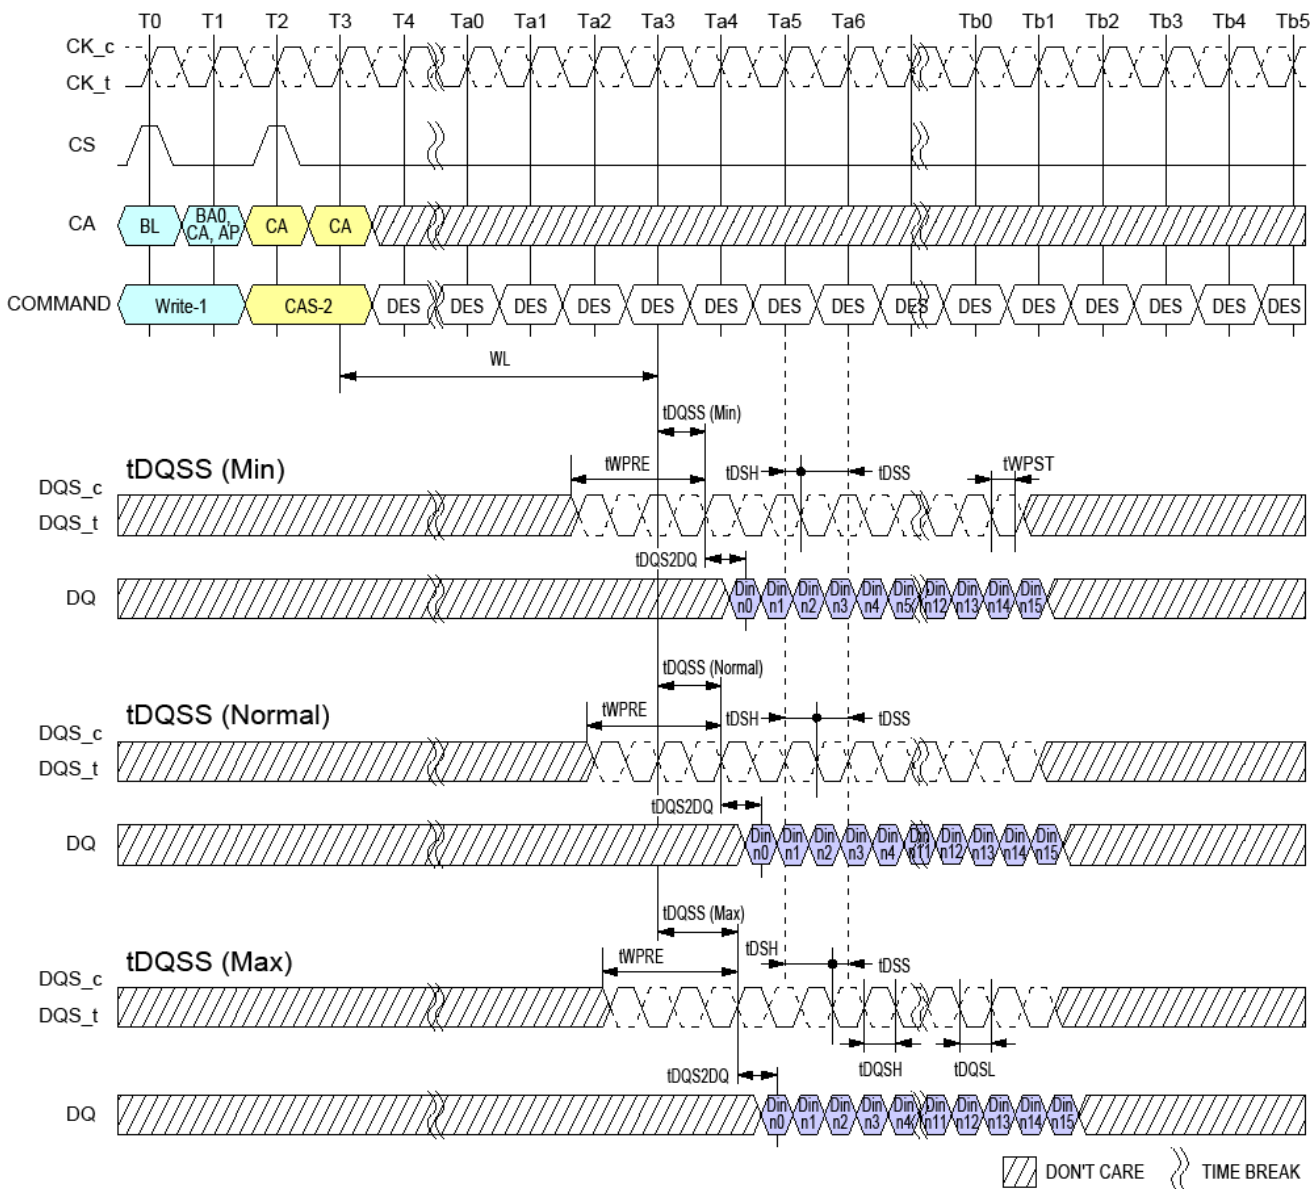 T0 T1 T2 T3 T4 Ta0 Ta1 Ta2 Ta3 Ta4 Ta5 Ta6 Tb0 Tb1 Tb2 Tb3 Tb4 Tb5
CK_c
CK_t
CS
CA BL BA0, CA, AP CA CA
COMMAND Write-1 CAS-2 DES DES DES DES DES DES DES DES DES DES DES DES DES DES DES
WL
tDQSS (Min)
tDQSS (Min) tWPRE tDSH tDSS tWPST
DQS_c
DQS_t
tDQS2DQ
DQ Din n0 Din n1 Din n2 Din n3 Din n4 Din n5 Din n12 Din n13 Din n14 Din n15
tDQSS (Normal)
tDQSS (Normal) tWPRE tDSH tDSS
DQS_c
DQS_t
tDQS2DQ
DQ Din n0 Din n1 Din n2 Din n3 Din n4 Din n11 Din n12 Din n13 Din n14 Din n15
tDQSS (Max)
tDQSS (Max) tWPRE tDSH tDSS
DQS_c
DQS_t
tDQS2DQ tDQSH tDQSL
DQ Din n0 Din n1 Din n2 Din n3 Din n4 Din n11 Din n12 Din n13 Din n14 Din n15
DON'T CARE TIME BREAK